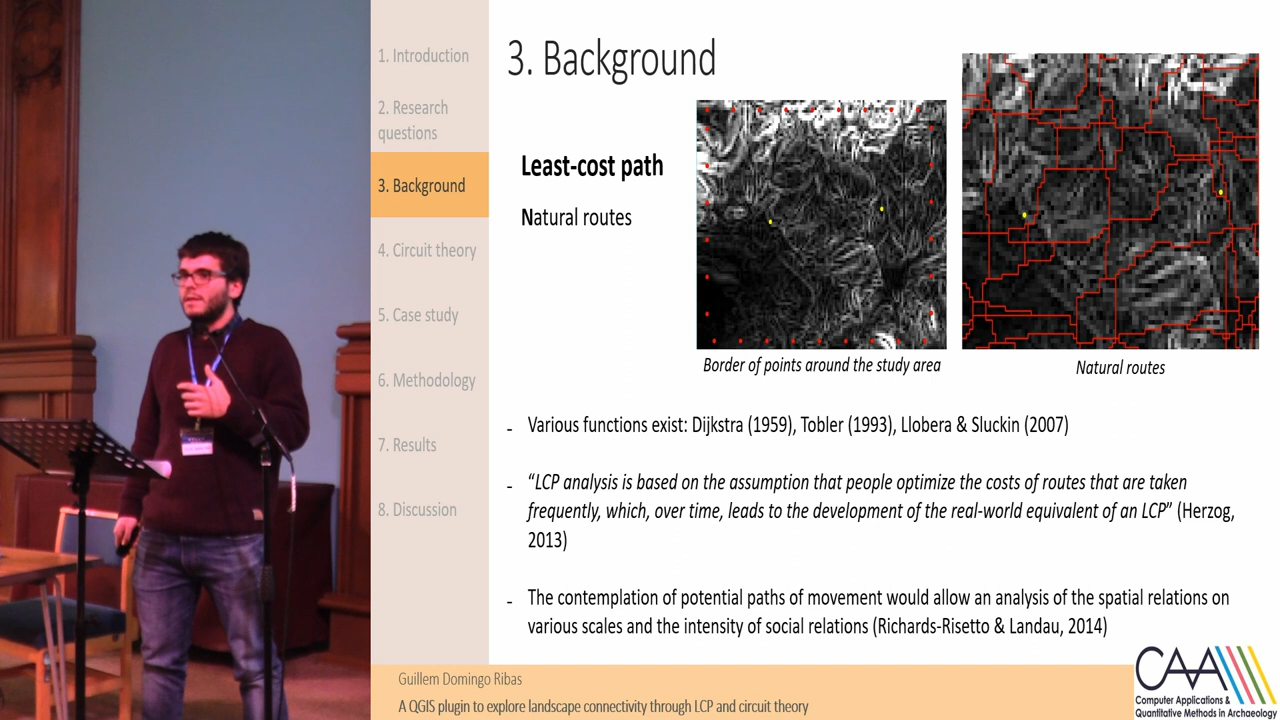 1. Introduction
2. Research
questions
3. Background
4. Circuit theory
5. Case study
6. Methodology
7. Results
8. Discussion
3. Background
Least-cost path
Natural routes
Border of points around the study area
Natural routes
- Various functions exist: Dijkstra (1959), Tobler (1993), Llobera & Sluckin (2007)
- “LCP analysis is based on the assumption that people optimize the costs of routes that are taken
frequently, which, over time, leads to the development of the real-world equivalent of an LCP” (Herzog,
2013)
- The contemplation of potential paths of movement would allow an analysis of the spatial relations on
various scales and the intensity of social relations (Richards-Risetto & Landau, 2014)
Guillem Domingo Ribas
A QGIS plugin to explore landscape connectivity through LCP and circuit theory
CAA
Computer Applications &
Quantitative Methods in Archaeology